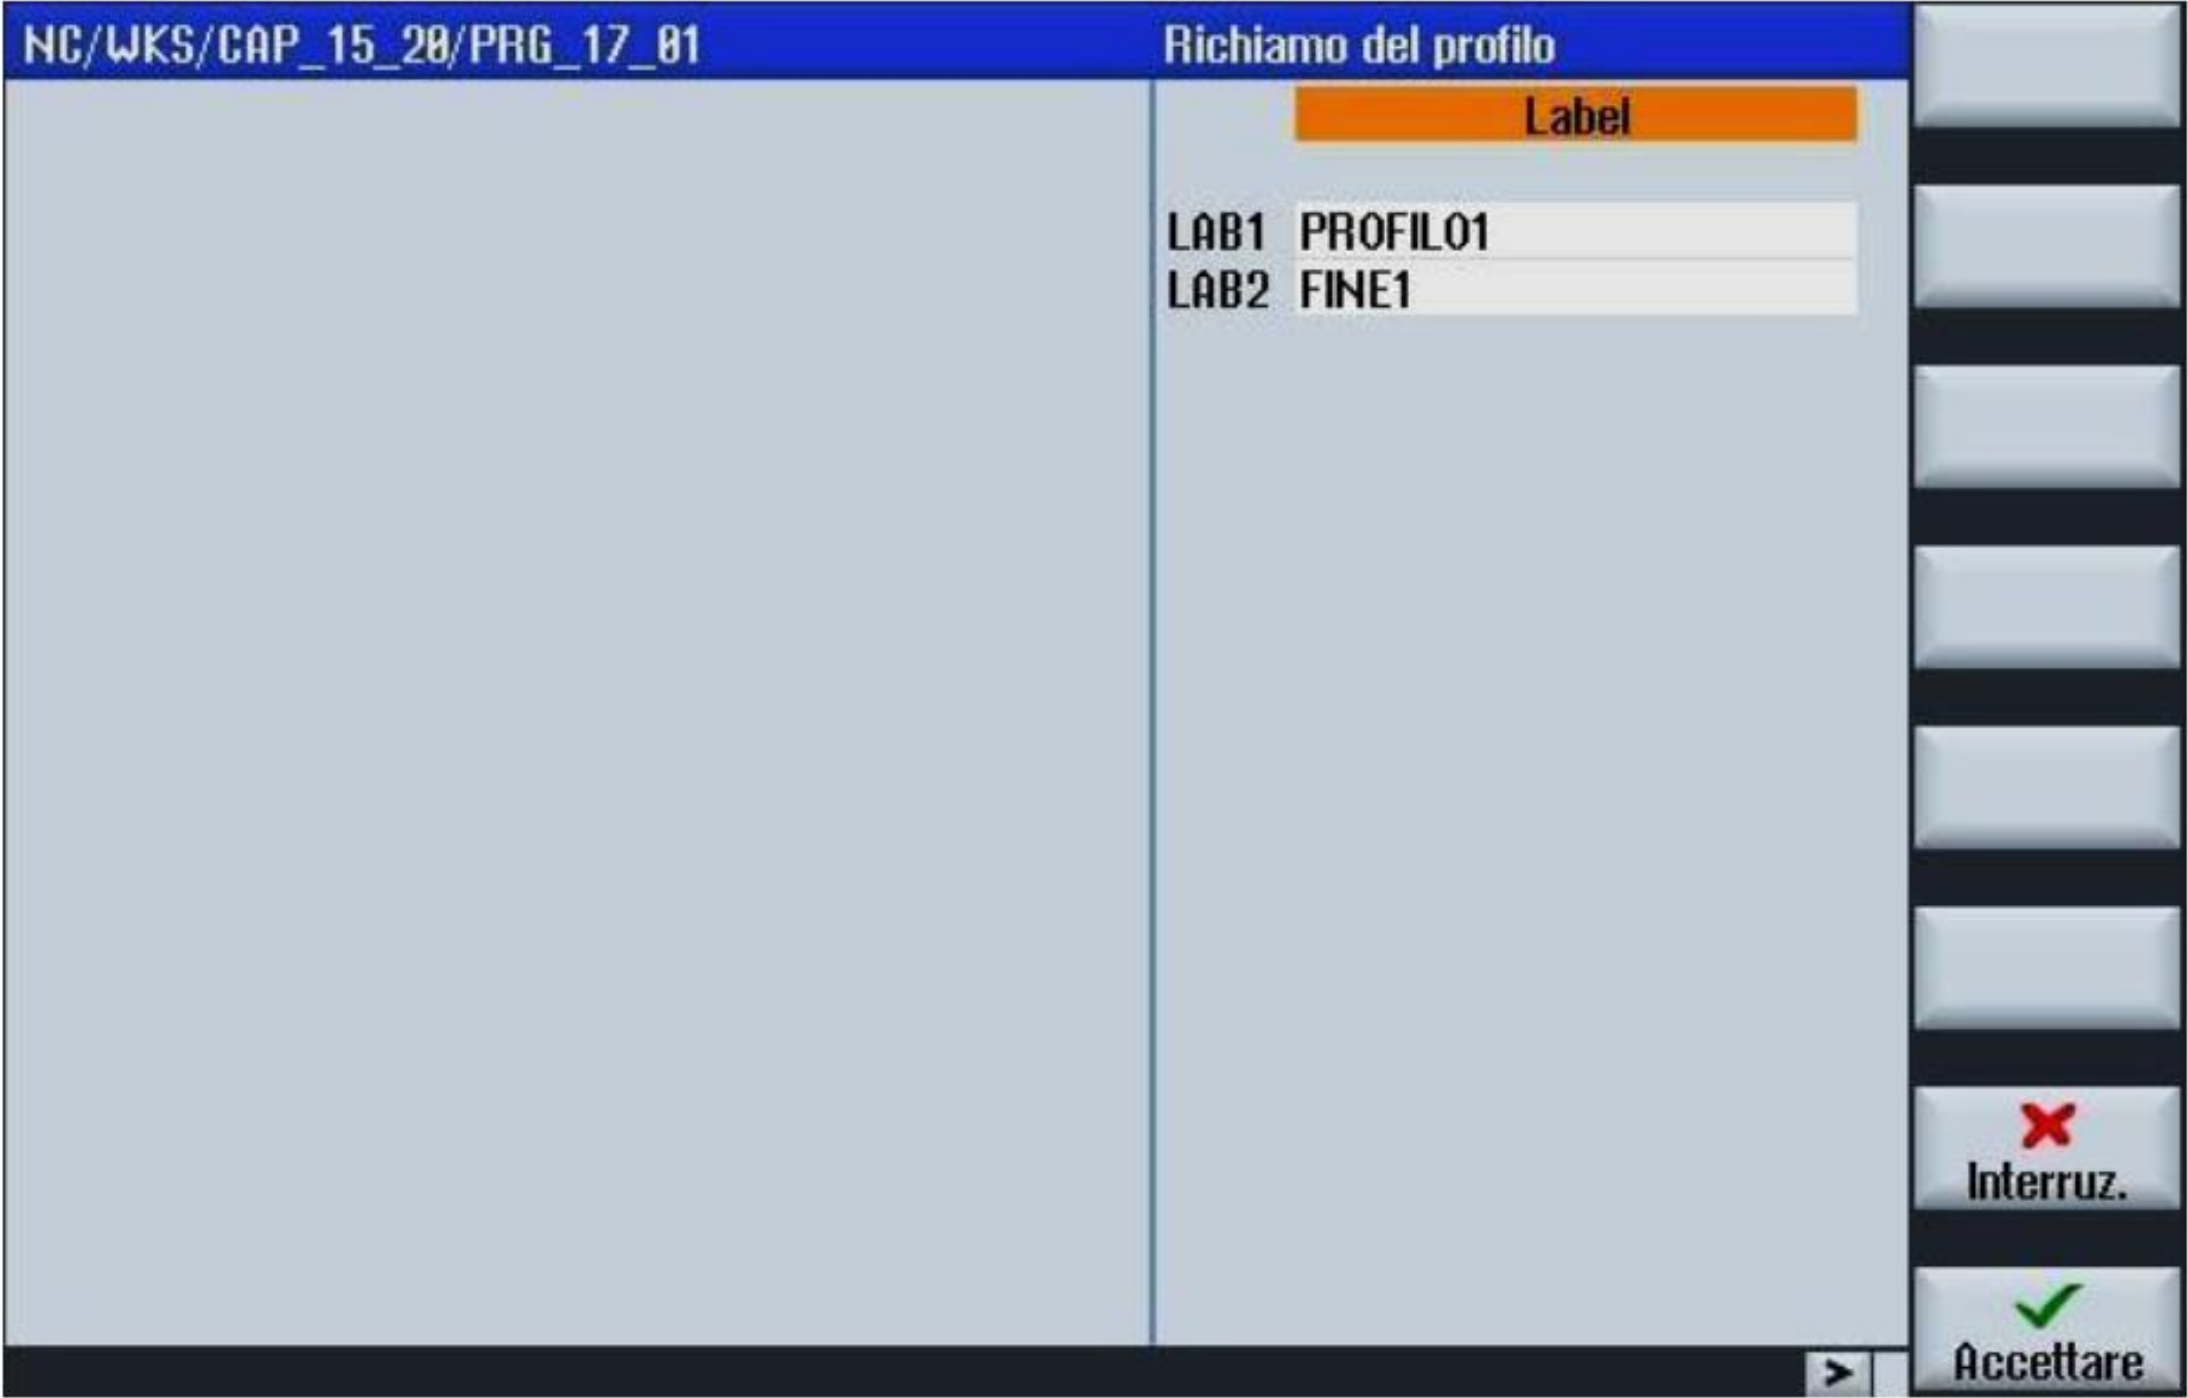 NC/WKS/CAP_15_20/PRG_17_01
Richiamo del profilo
Label
LAB1 PROFILO1
LAB2 FINE1
Interruz.
>
Accettare